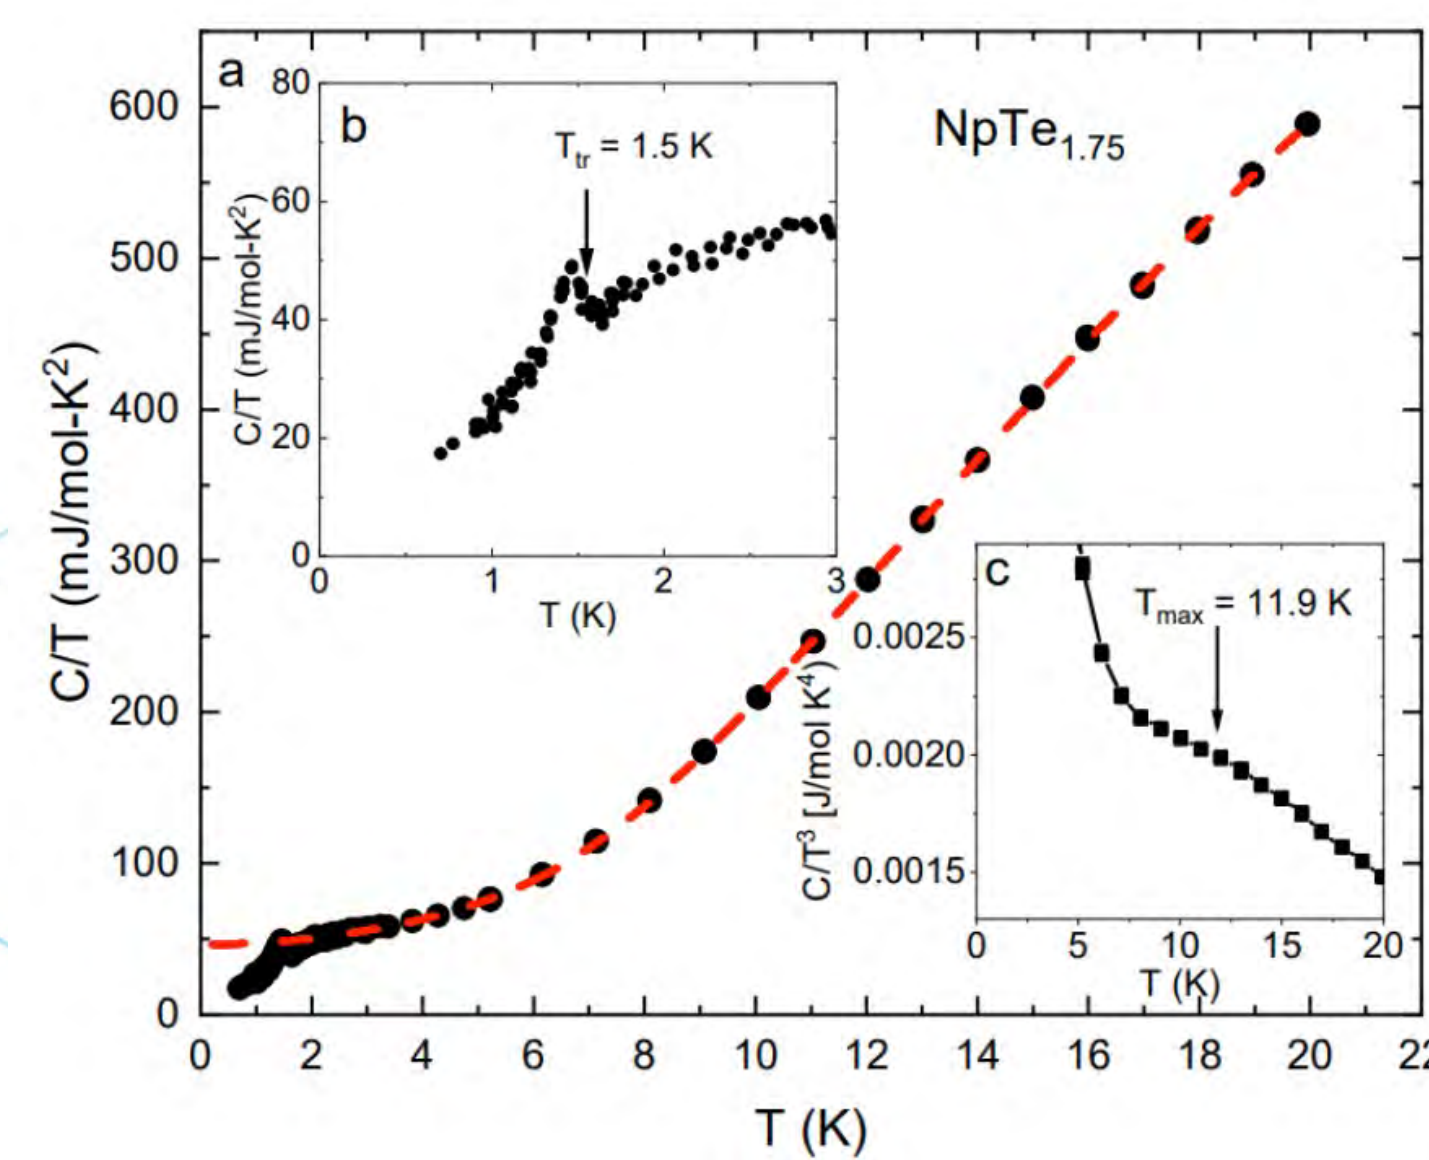 a
NpTe1.75
C/T (mJ/mol-K²)
600
500
400
300
200
100
0
0 2 4 6 8 10 12 14 16 18 20 22
T (K)
b
Ttr = 1.5 K
C/T (mJ/mol-K²)
80
60
40
20
0
0 1 2 3
T (K)
c
Tmax = 11.9 K
C/T³ [J/mol K⁴)
0.0025
0.0020
0.0015
0 5 10 15 20
T (K)